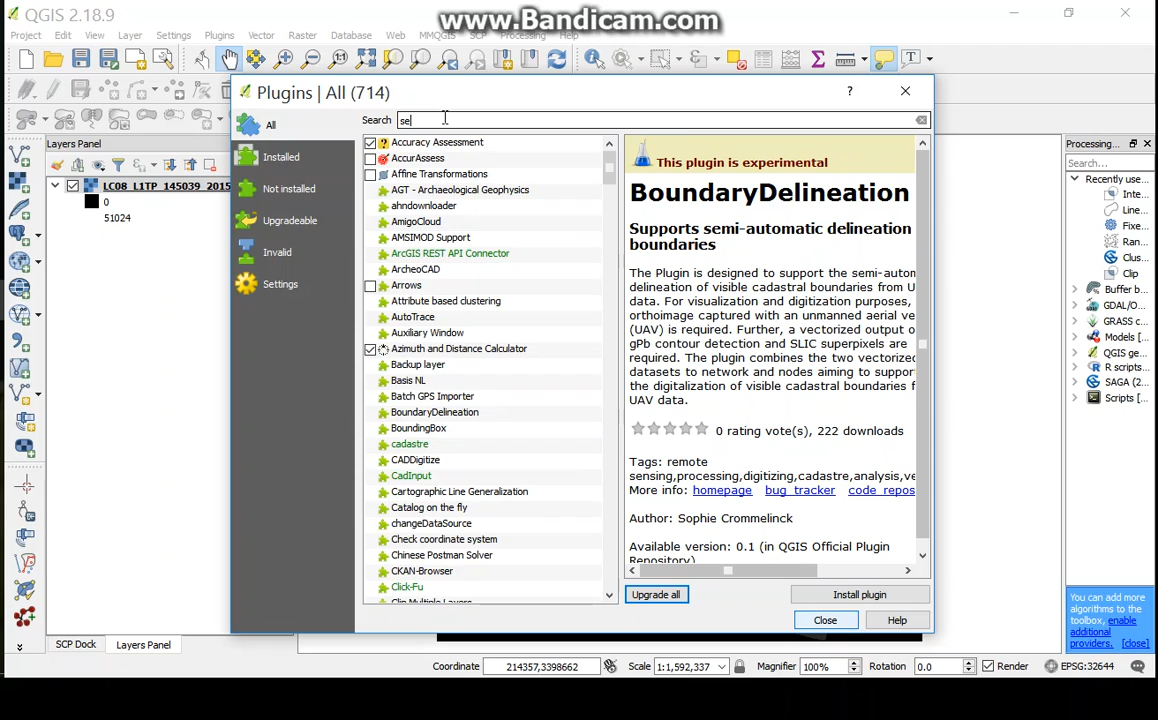 www.Bandicam.com
QGIS 2.18.9
Project Edit View Layer Settings Plugins Vector Raster Database Web MMQGIS SCP Processing Help
Plugins | All (714)
Search se
All
Installed
Not installed
Upgradeable
Invalid
Settings
Accuracy Assessment
AccurAssess
Affine Transformations
AGT - Archaeological Geophysics
ahndownloader
AmigoCloud
AMSIMOD Support
ArcGIS REST API Connector
ArcheoCAD
Arrows
Attribute based clustering
AutoTrace
Auxiliary Window
Azimuth and Distance Calculator
Backup layer
Basis NL
Batch GPS Importer
BoundaryDelineation
BoundingBox
cadastre
CADDigitize
CadInput
Cartographic Line Generalization
Catalog on the fly
changeDataSource
Check coordinate system
Chinese Postman Solver
CKAN-Browser
Click-Fu
Clip Multiple Layers
This plugin is experimental
BoundaryDelineation
Supports semi-automatic delineation
boundaries
The Plugin is designed to support the semi-autom
delineation of visible cadastral boundaries from U
data. For visualization and digitization purposes,
orthoimage captured with an unmanned aerial ve
(UAV) is required. Further, a vectorized output o
gPb contour detection and SLIC superpixels are
required. The plugin combines the two vectorized
datasets to network and nodes aiming to suppor
the digitalization of visible cadastral boundaries f
UAV data.
0 rating vote(s), 222 downloads
Tags: remote
sensing,processing,digitizing,cadastre,analysis,ve
More info: homepage bug tracker code repos
Author: Sophie Crommelinck
Available version: 0.1 (in QGIS Official Plugin
Repository)
Upgrade all Install plugin
Close Help
Layers Panel
LC08_L1TP_145039_2015
0
51024
SCP Dock Layers Panel
Processing...
Search...
Recently use...
Inte...
Line...
Fixe...
Ran...
Clus...
Clip
Buffer b...
GDAL/O...
GRASS c...
Models [...
QGIS ge...
R scripts...
SAGA (2...
Scripts [...
You can add more
algorithms to the
toolbox, enable
additional
providers. [close]
Coordinate 214357,3398662 Scale 1:1,592,337 Magnifier 100% Rotation 0.0 Render EPSG:32644